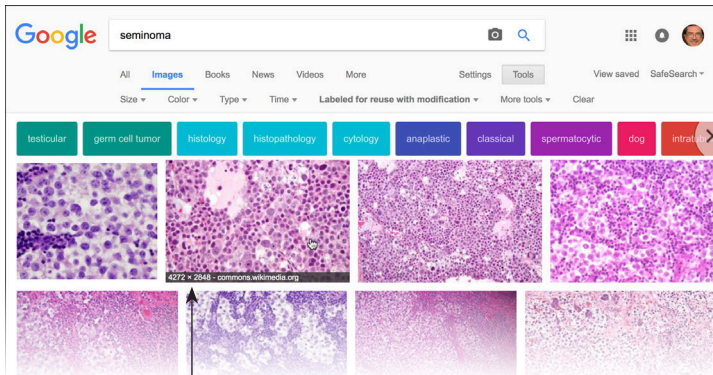 Google seminoma
All Images Books News Videos More Settings Tools View saved SafeSearch
Size Color Type Time Labeled for reuse with modification More tools Clear
testicular germ cell tumor histology histopathology cytology anaplastic classical spermatocytic dog
4272 × 2848 - commons.wikimedia.org